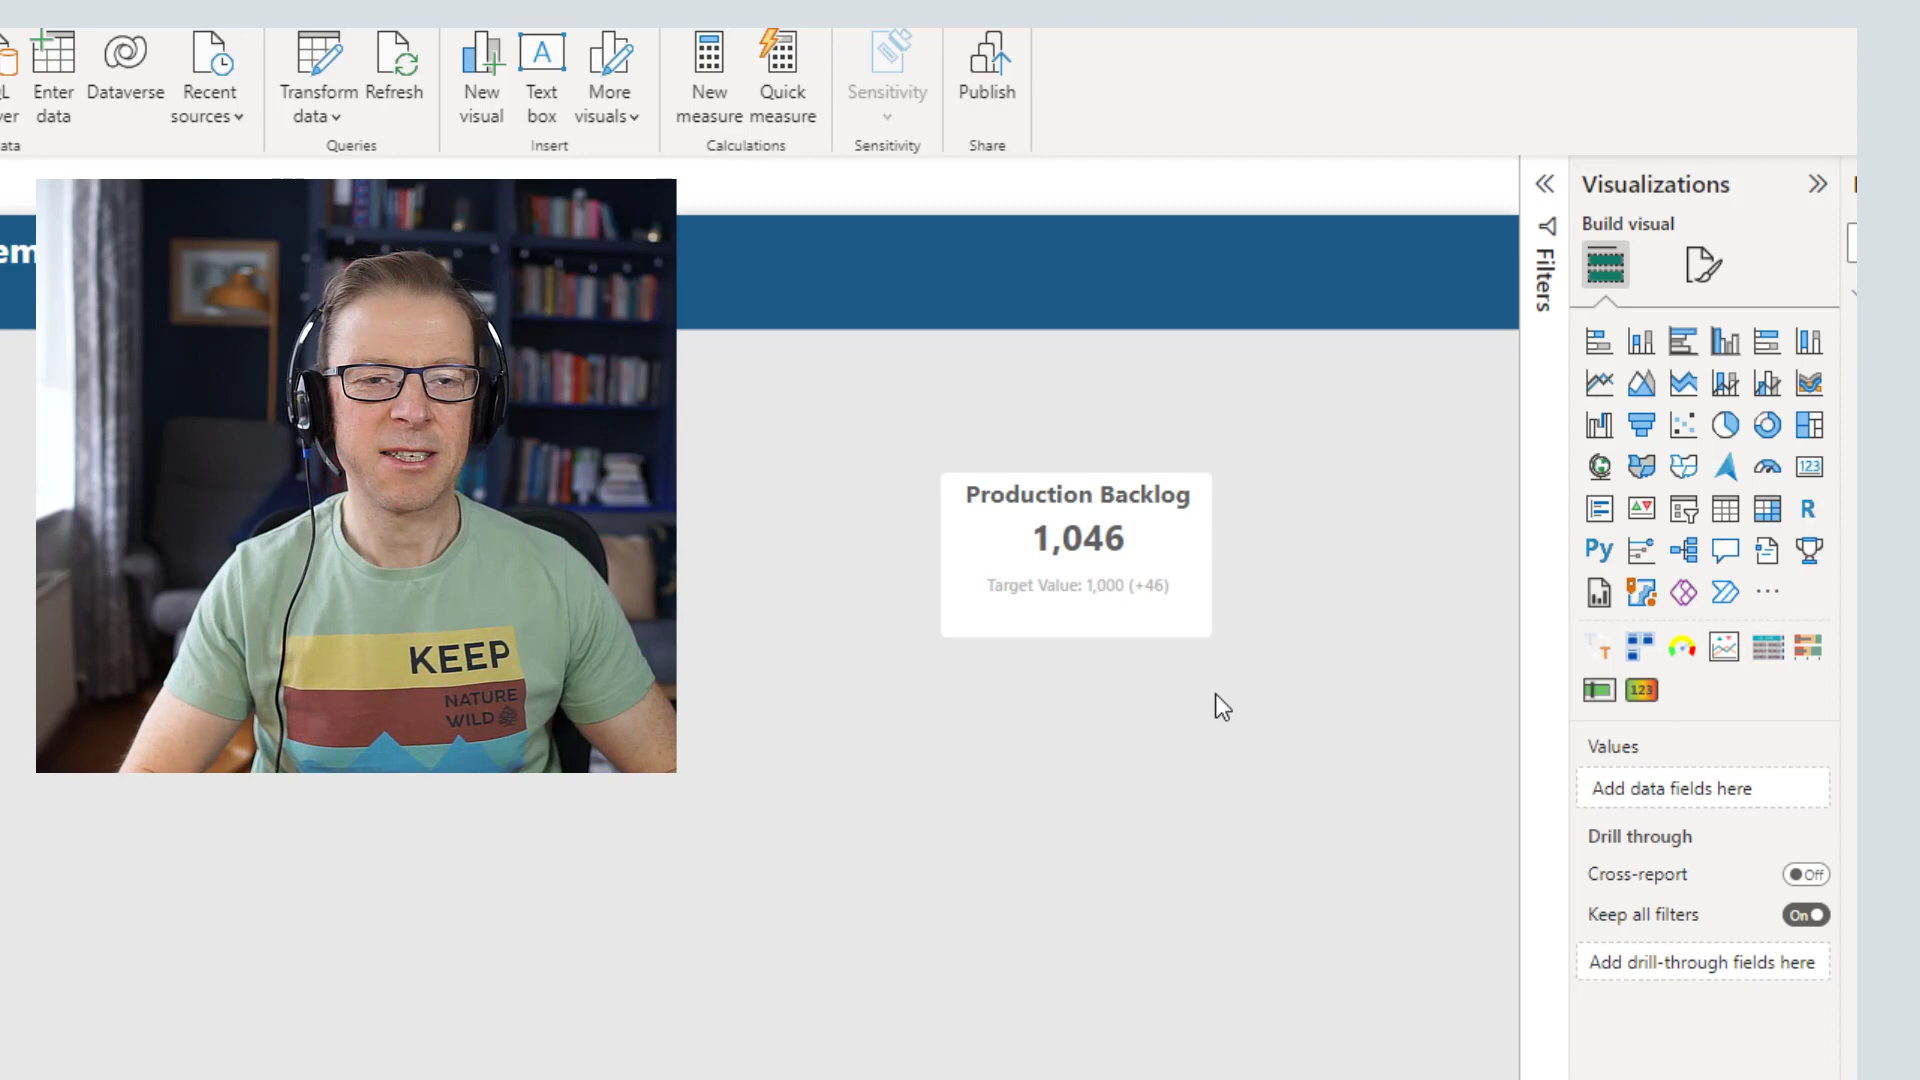 Enter
data
Dataverse
Recent
sources
Transform
data
Refresh
Queries
New
visual
Text
box
More
visuals
Insert
New
measure
Quick
measure
Calculations
Sensitivity
Sensitivity
Publish
Share
Filters
Visualizations
Build visual
KEEP
NATURE
WILD
Production Backlog
1,046
Target Value: 1,000 (+46)
123
R
Py
123
Values
Add data fields here
Drill through
Cross-report
Off
Keep all filters
On
Add drill-through fields here